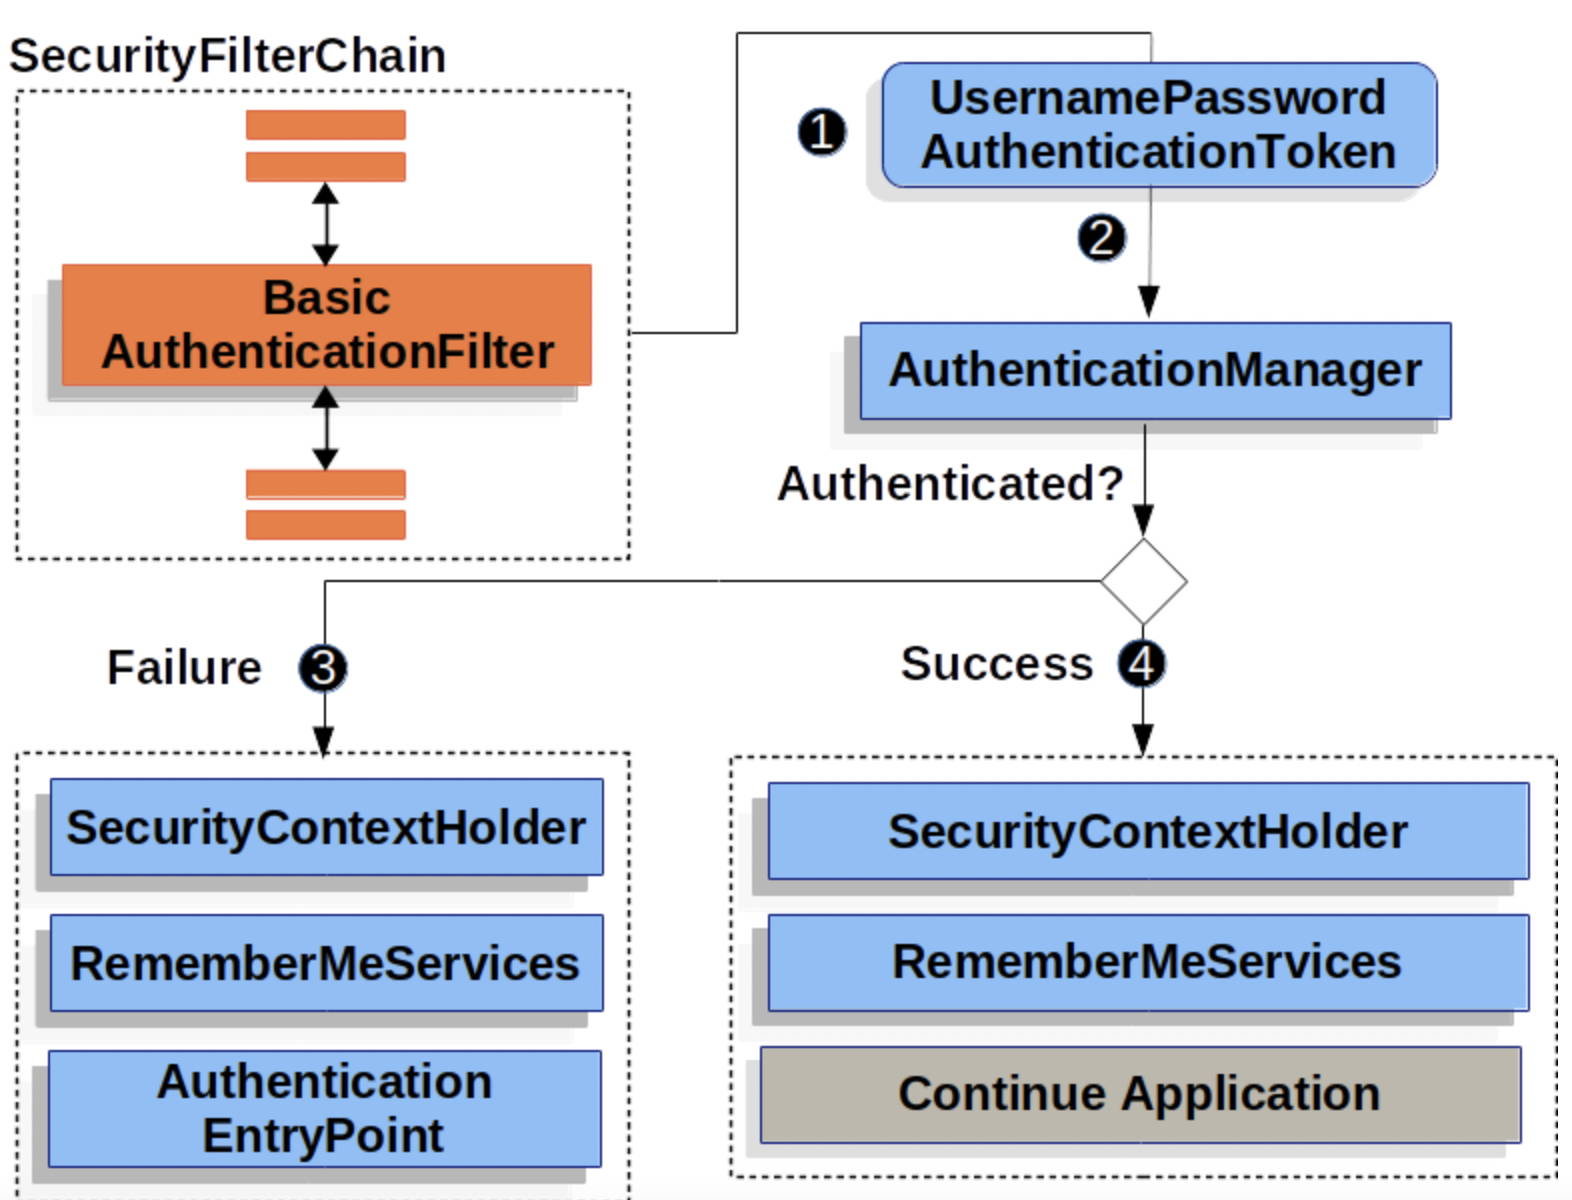 SecurityFilterChain
Basic
AuthenticationFilter
1
UsernamePassword
AuthenticationToken
2
AuthenticationManager
Authenticated?
Failure
3
Success
4
SecurityContextHolder
RememberMeServices
Authentication
EntryPoint
SecurityContextHolder
RememberMeServices
Continue Application